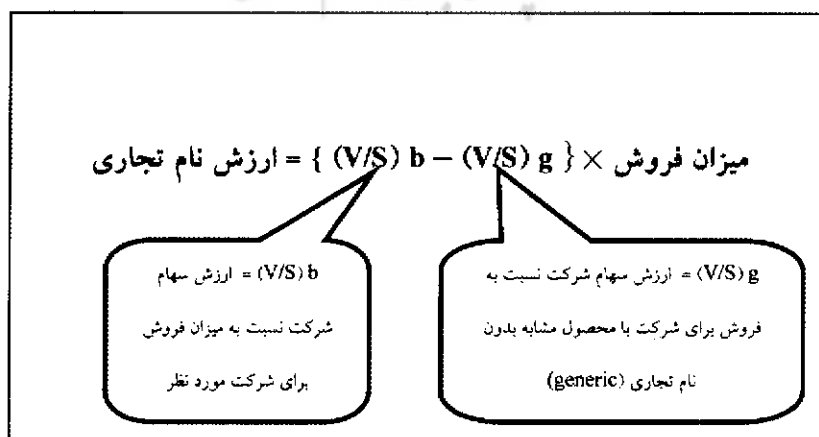 ارزش نام تجاری = { (V/S) b – (V/S) g } × میزان فروش
(V/S) g = ارزش سهام شرکت نسبت به
فروش برای شرکت با محصول مشابه بدون
نام تجاری (generic)
(V/S) b = ارزش سهام
شرکت نسبت به میزان فروش
برای شرکت مورد نظر